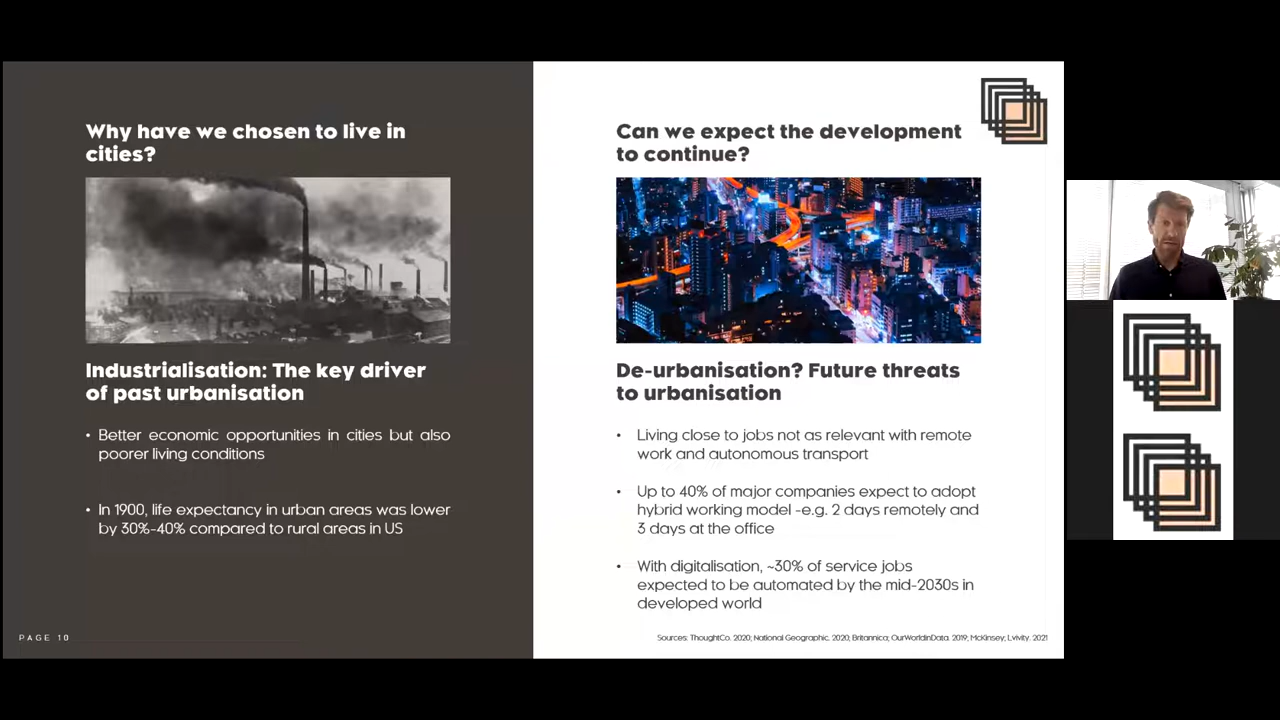 Why have we chosen to live in
cities?
Industrialisation: The key driver
of past urbanisation
• Better economic opportunities in cities but also
poorer living conditions
• In 1900, life expectancy in urban areas was lower
by 30%-40% compared to rural areas in US
PAGE 10
Can we expect the development
to continue?
De-urbanisation? Future threats
to urbanisation
• Living close to jobs not as relevant with remote
work and autonomous transport
• Up to 40% of major companies expect to adopt
hybrid working model -e.g. 2 days remotely and
3 days at the office
• With digitalisation, ~30% of service jobs
expected to be automated by the mid-2030s in
developed world
Sources: ThoughtCo. 2020; National Geographic. 2020; Britannica; OurWorldinData. 2019; McKinsey; Lvivity. 2021